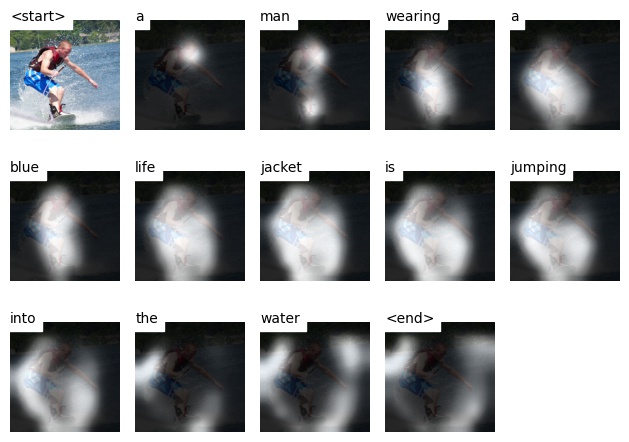 <start> a man wearing a
blue life jacket is jumping
into the water <end>